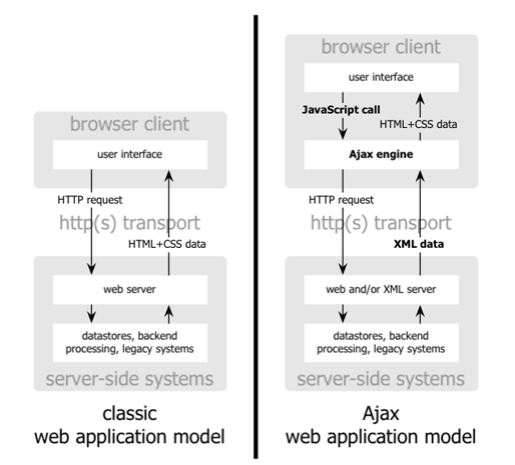 browser client
user interface
HTTP request
http(s) transport
HTML+CSS data
web server
datastores, backend
processing, legacy systems
server-side systems
classic
web application model
browser client
user interface
JavaScript call
HTML+CSS data
Ajax engine
HTTP request
http(s) transport
XML data
web and/or XML server
datastores, backend
processing, legacy systems
server-side systems
Ajax
web application model